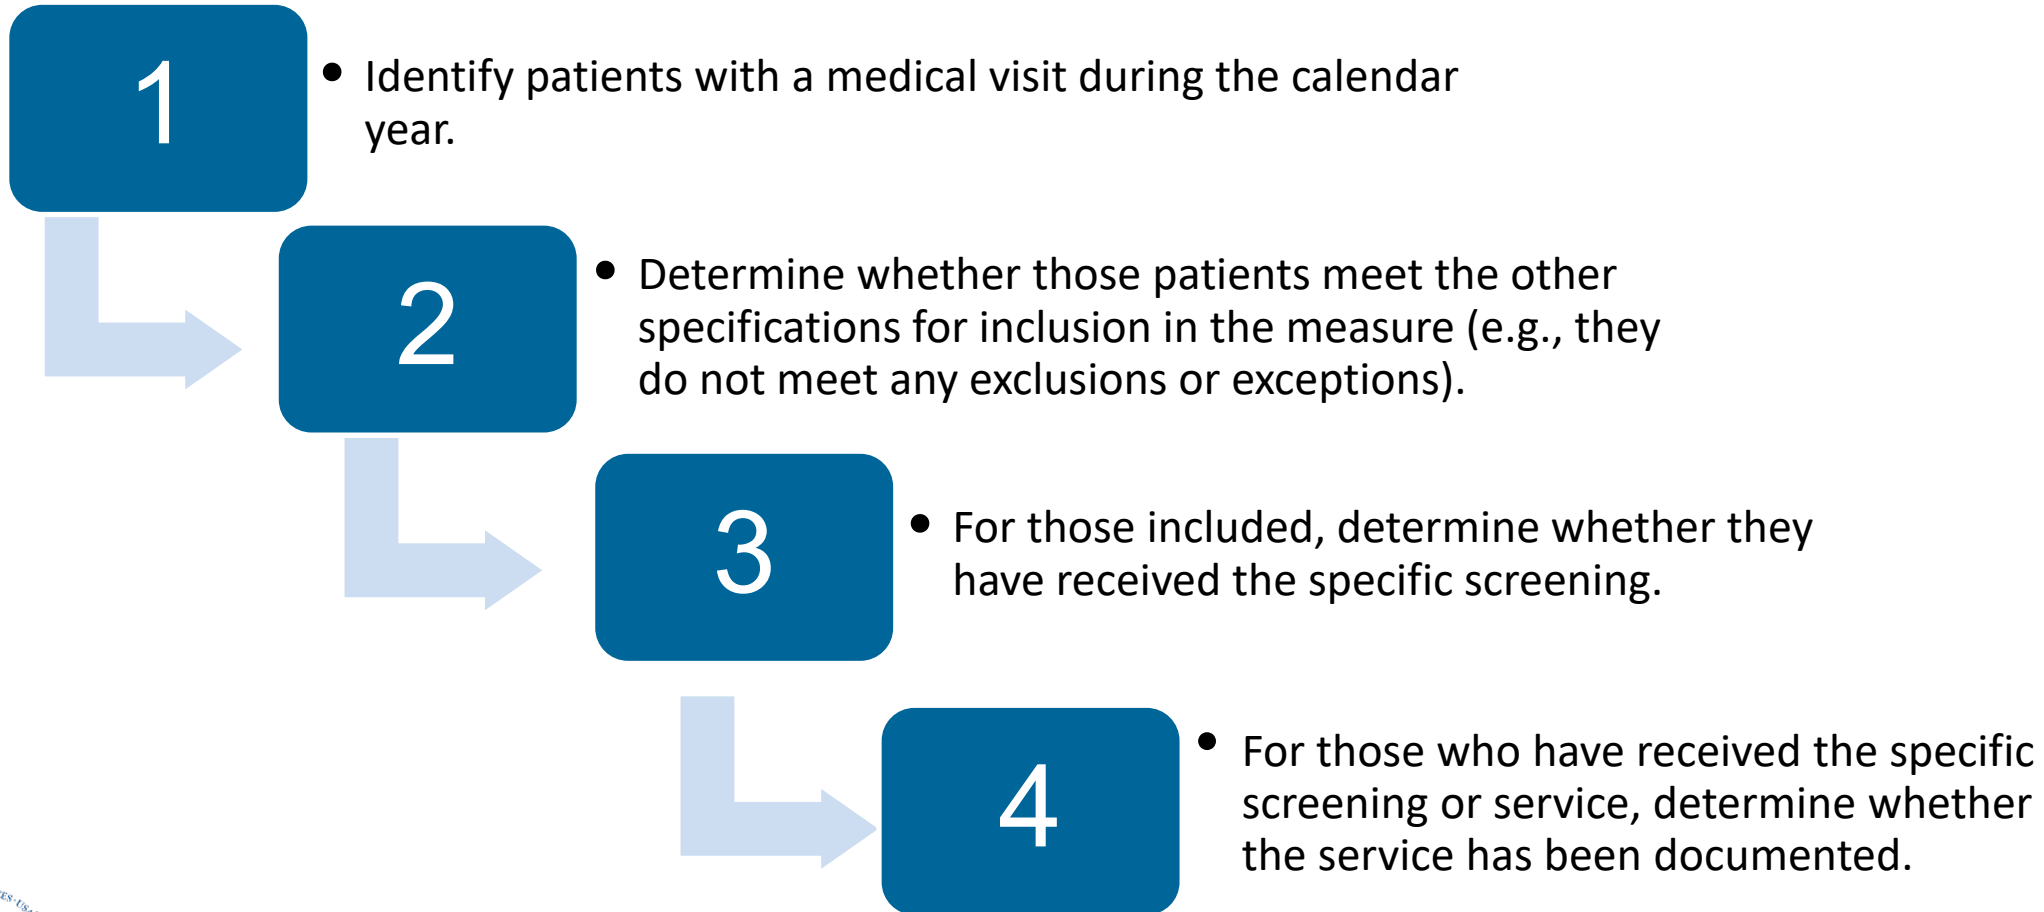 1
• Identify patients with a medical visit during the calendar
year.
2
• Determine whether those patients meet the other
specifications for inclusion in the measure (e.g., they
do not meet any exclusions or exceptions).
3
• For those included, determine whether they
have received the specific screening.
4
• For those who have received the specific
screening or service, determine whether
the service has been documented.